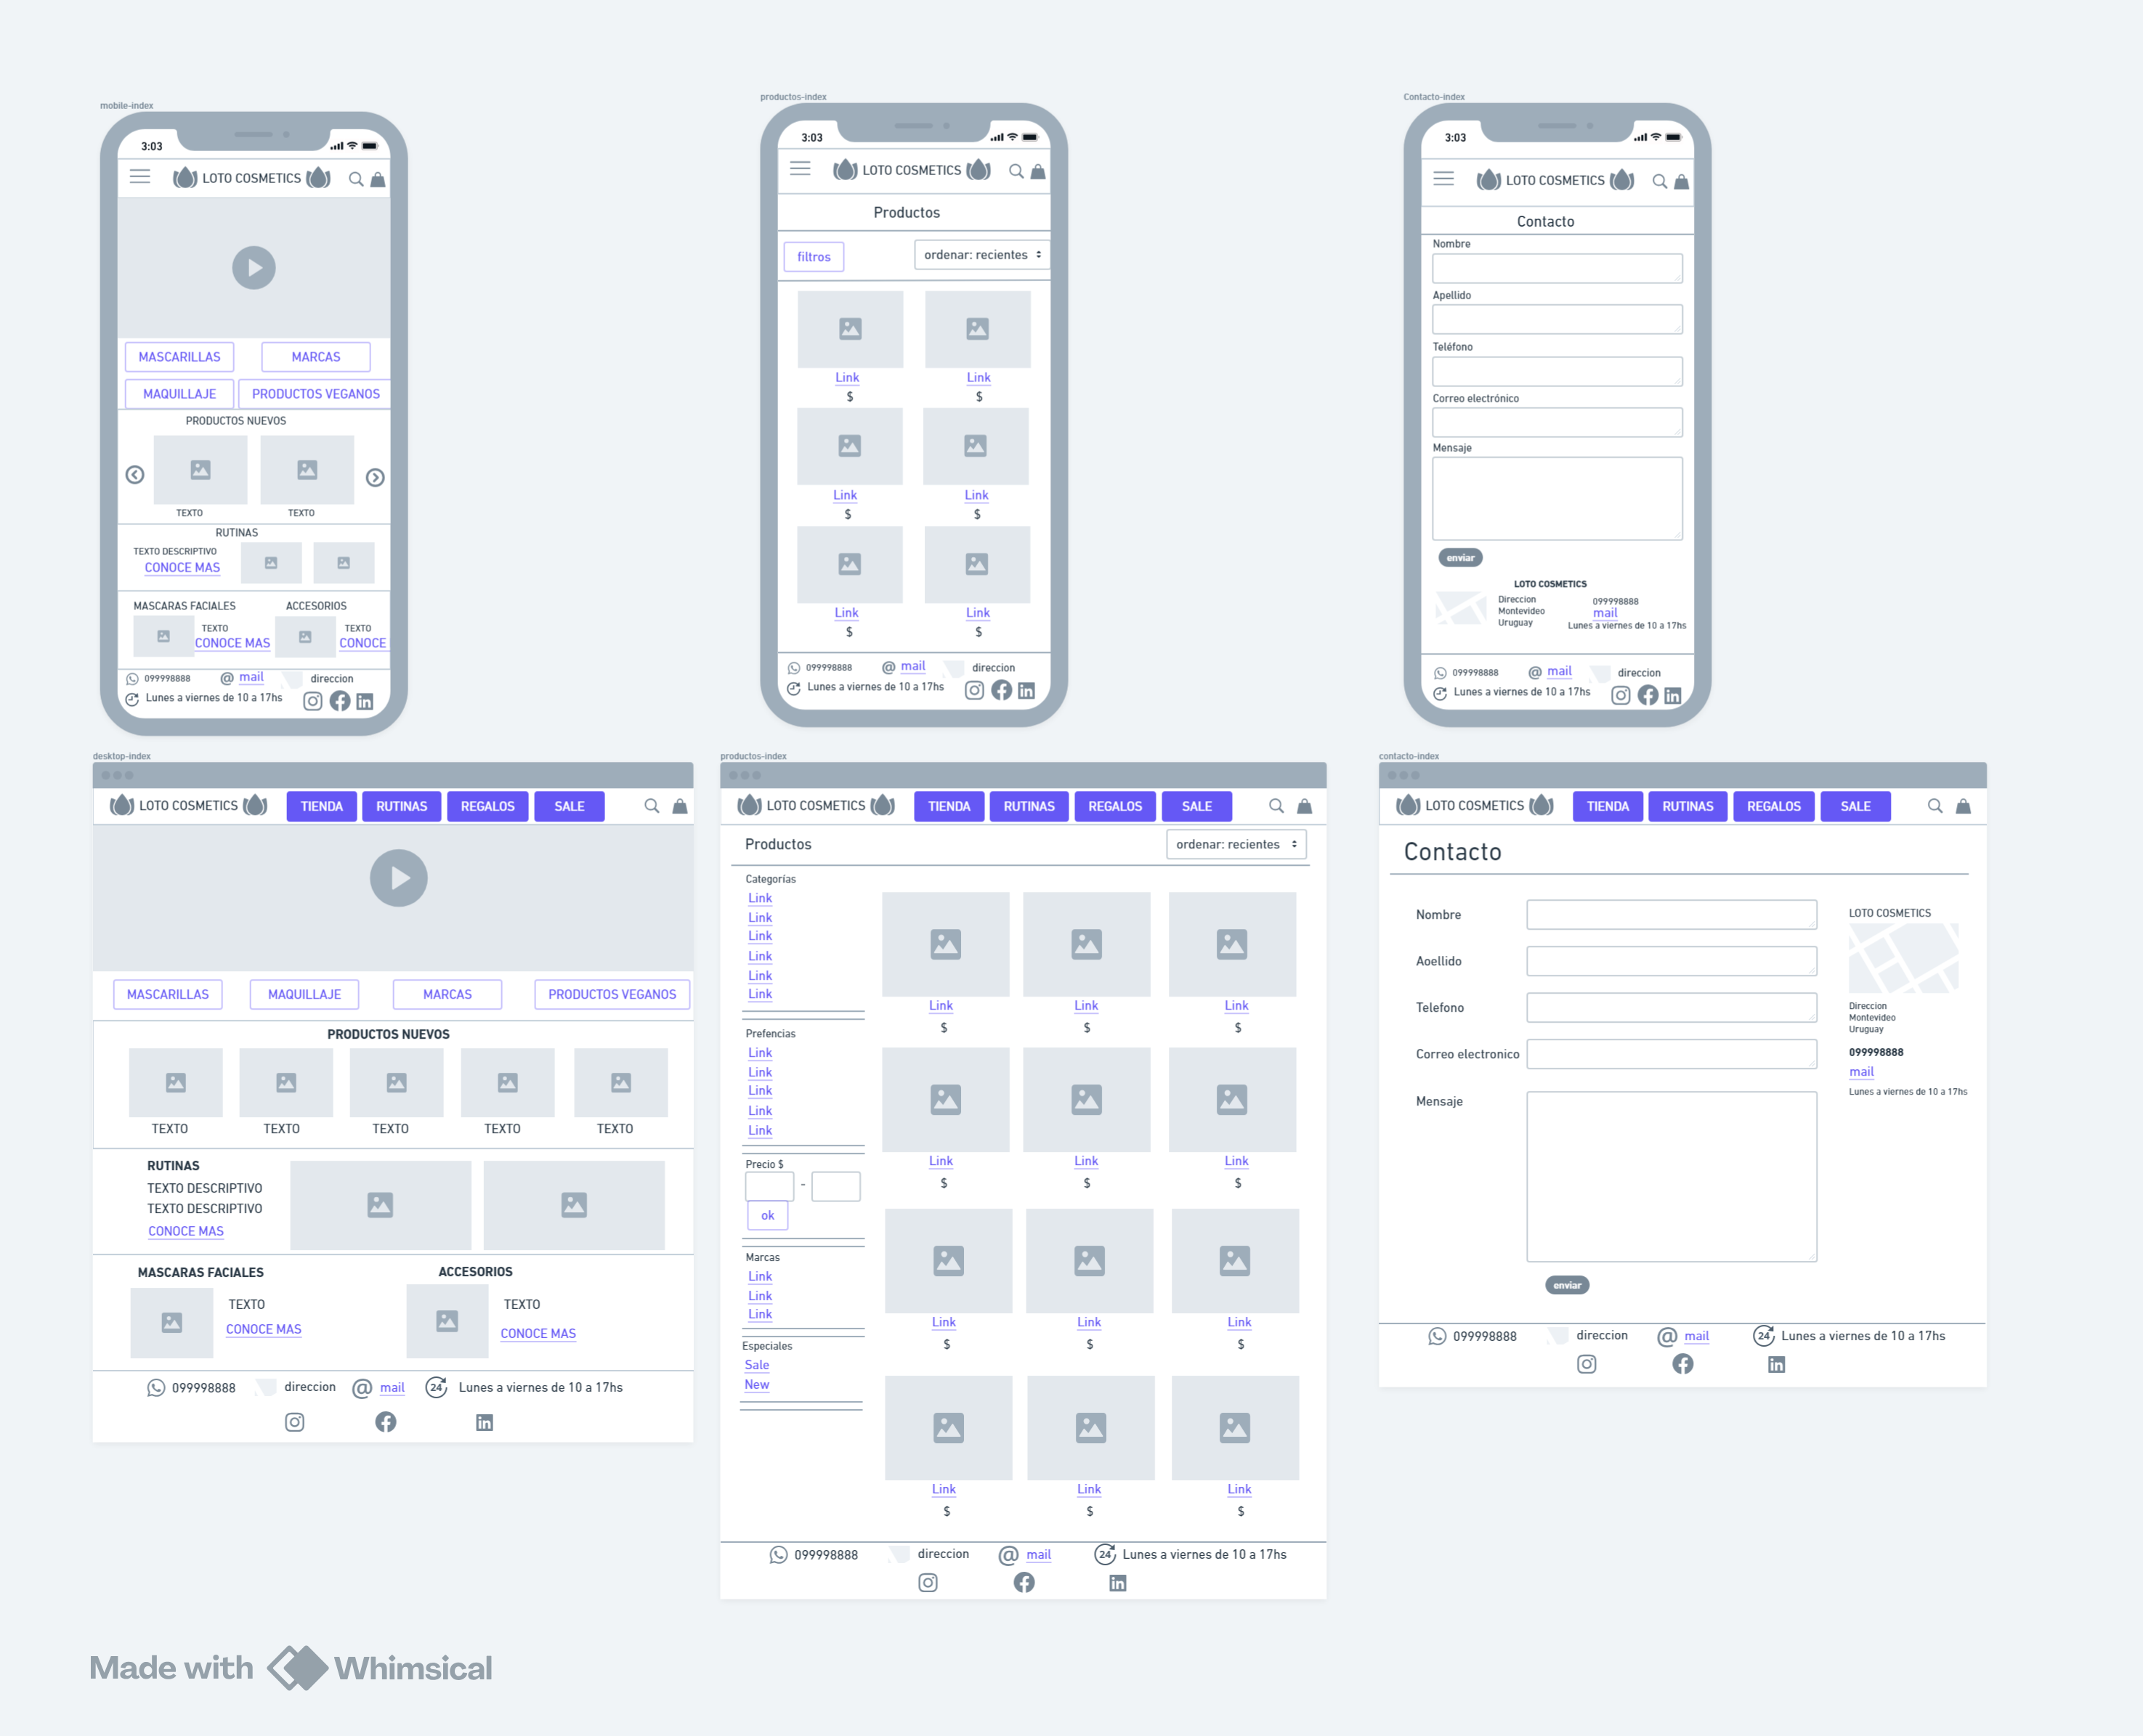 mobile-index
3:03
LOTO COSMETICS
MASCARILLAS MARCAS
MAQUILLAJE PRODUCTOS VEGANOS
PRODUCTOS NUEVOS
TEXTO TEXTO
RUTINAS
TEXTO DESCRIPTIVO
CONOCE MAS
MASCARAS FACIALES ACCESORIOS
TEXTO TEXTO
CONOCE MAS CONOCE
099998888 @ mail direccion
Lunes a viernes de 10 a 17hs
productos-index
3:03
LOTO COSMETICS
Productos
filtros ordenar: recientes
Link Link
$ $
Link Link
$ $
Link Link
$ $
099998888 @ mail direccion
Lunes a viernes de 10 a 17hs
Contacto-index
3:03
LOTO COSMETICS
Contacto
Nombre
Apellido
Teléfono
Correo electrónico
Mensaje
enviar
LOTO COSMETICS
Direccion
Montevideo
Uruguay
099998888
mail
Lunes a viernes de 10 a 17hs
099998888 @ mail direccion
Lunes a viernes de 10 a 17hs
desktop-index
LOTO COSMETICS TIENDA RUTINAS REGALOS SALE
MASCARILLAS MAQUILLAJE MARCAS PRODUCTOS VEGANOS
PRODUCTOS NUEVOS
TEXTO TEXTO TEXTO TEXTO TEXTO
RUTINAS
TEXTO DESCRIPTIVO
TEXTO DESCRIPTIVO
CONOCE MAS
MASCARAS FACIALES ACCESORIOS
TEXTO TEXTO
CONOCE MAS CONOCE MAS
099998888 direccion @ mail 24 Lunes a viernes de 10 a 17hs
productos-index
LOTO COSMETICS TIENDA RUTINAS REGALOS SALE
Productos ordenar: recientes
Categorías
Link
Link
Link
Link
Link
Link
Prefencias
Link
Link
Link
Link
Link
Precio $
-
ok
Marcas
Link
Link
Link
Especiales
Sale
New
Link Link Link
$ $ $
Link Link Link
$ $ $
Link Link Link
$ $ $
Link Link Link
$ $ $
099998888 direccion @ mail 24 Lunes a viernes de 10 a 17hs
contacto-index
LOTO COSMETICS TIENDA RUTINAS REGALOS SALE
Contacto
Nombre
Aoellido
Telefono
Correo electronico
Mensaje
enviar
LOTO COSMETICS
Direccion
Montevideo
Uruguay
099998888
mail
Lunes a viernes de 10 a 17hs
099998888 direccion @ mail 24 Lunes a viernes de 10 a 17hs
Made with Whimsical